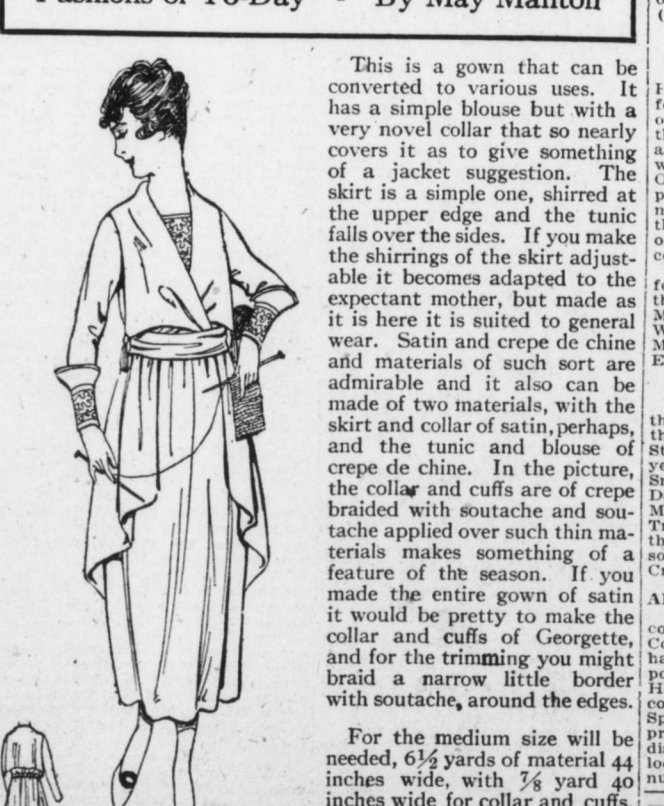 Fashions of To-Day - By May Manton
This is a gown that can be
converted to various uses. It
has a simple blouse but with a
very novel collar that so nearly
covers it as to give something
of a jacket suggestion. The
skirt is a simple one, shirred at
the upper edge and the tunic
falls over the sides. If you make
the shirrings of the skirt adjust-
able it becomes adapted to the
expectant mother, but made as
it is here it is suited to general
wear. Satin and crepe de chine
and materials of such sort are
admirable and it also can be
made of two materials, with the
skirt and collar of satin, perhaps,
and the tunic and blouse of
crepe de chine. In the picture,
the collar and cuffs are of crepe
braided with soutache and sou-
tache applied over such thin ma-
terials makes something of a
feature of the season. If you
made the entire gown of satin
it would be pretty to make the
collar and cuffs of Georgette,
and for the trimming you might
braid a narrow little border
with soutache, around the edges.
For the medium size will be
needed, 6½ yards of material 44
inches wide, with ⅞ yard 40
inches wide for collar and cuffs.